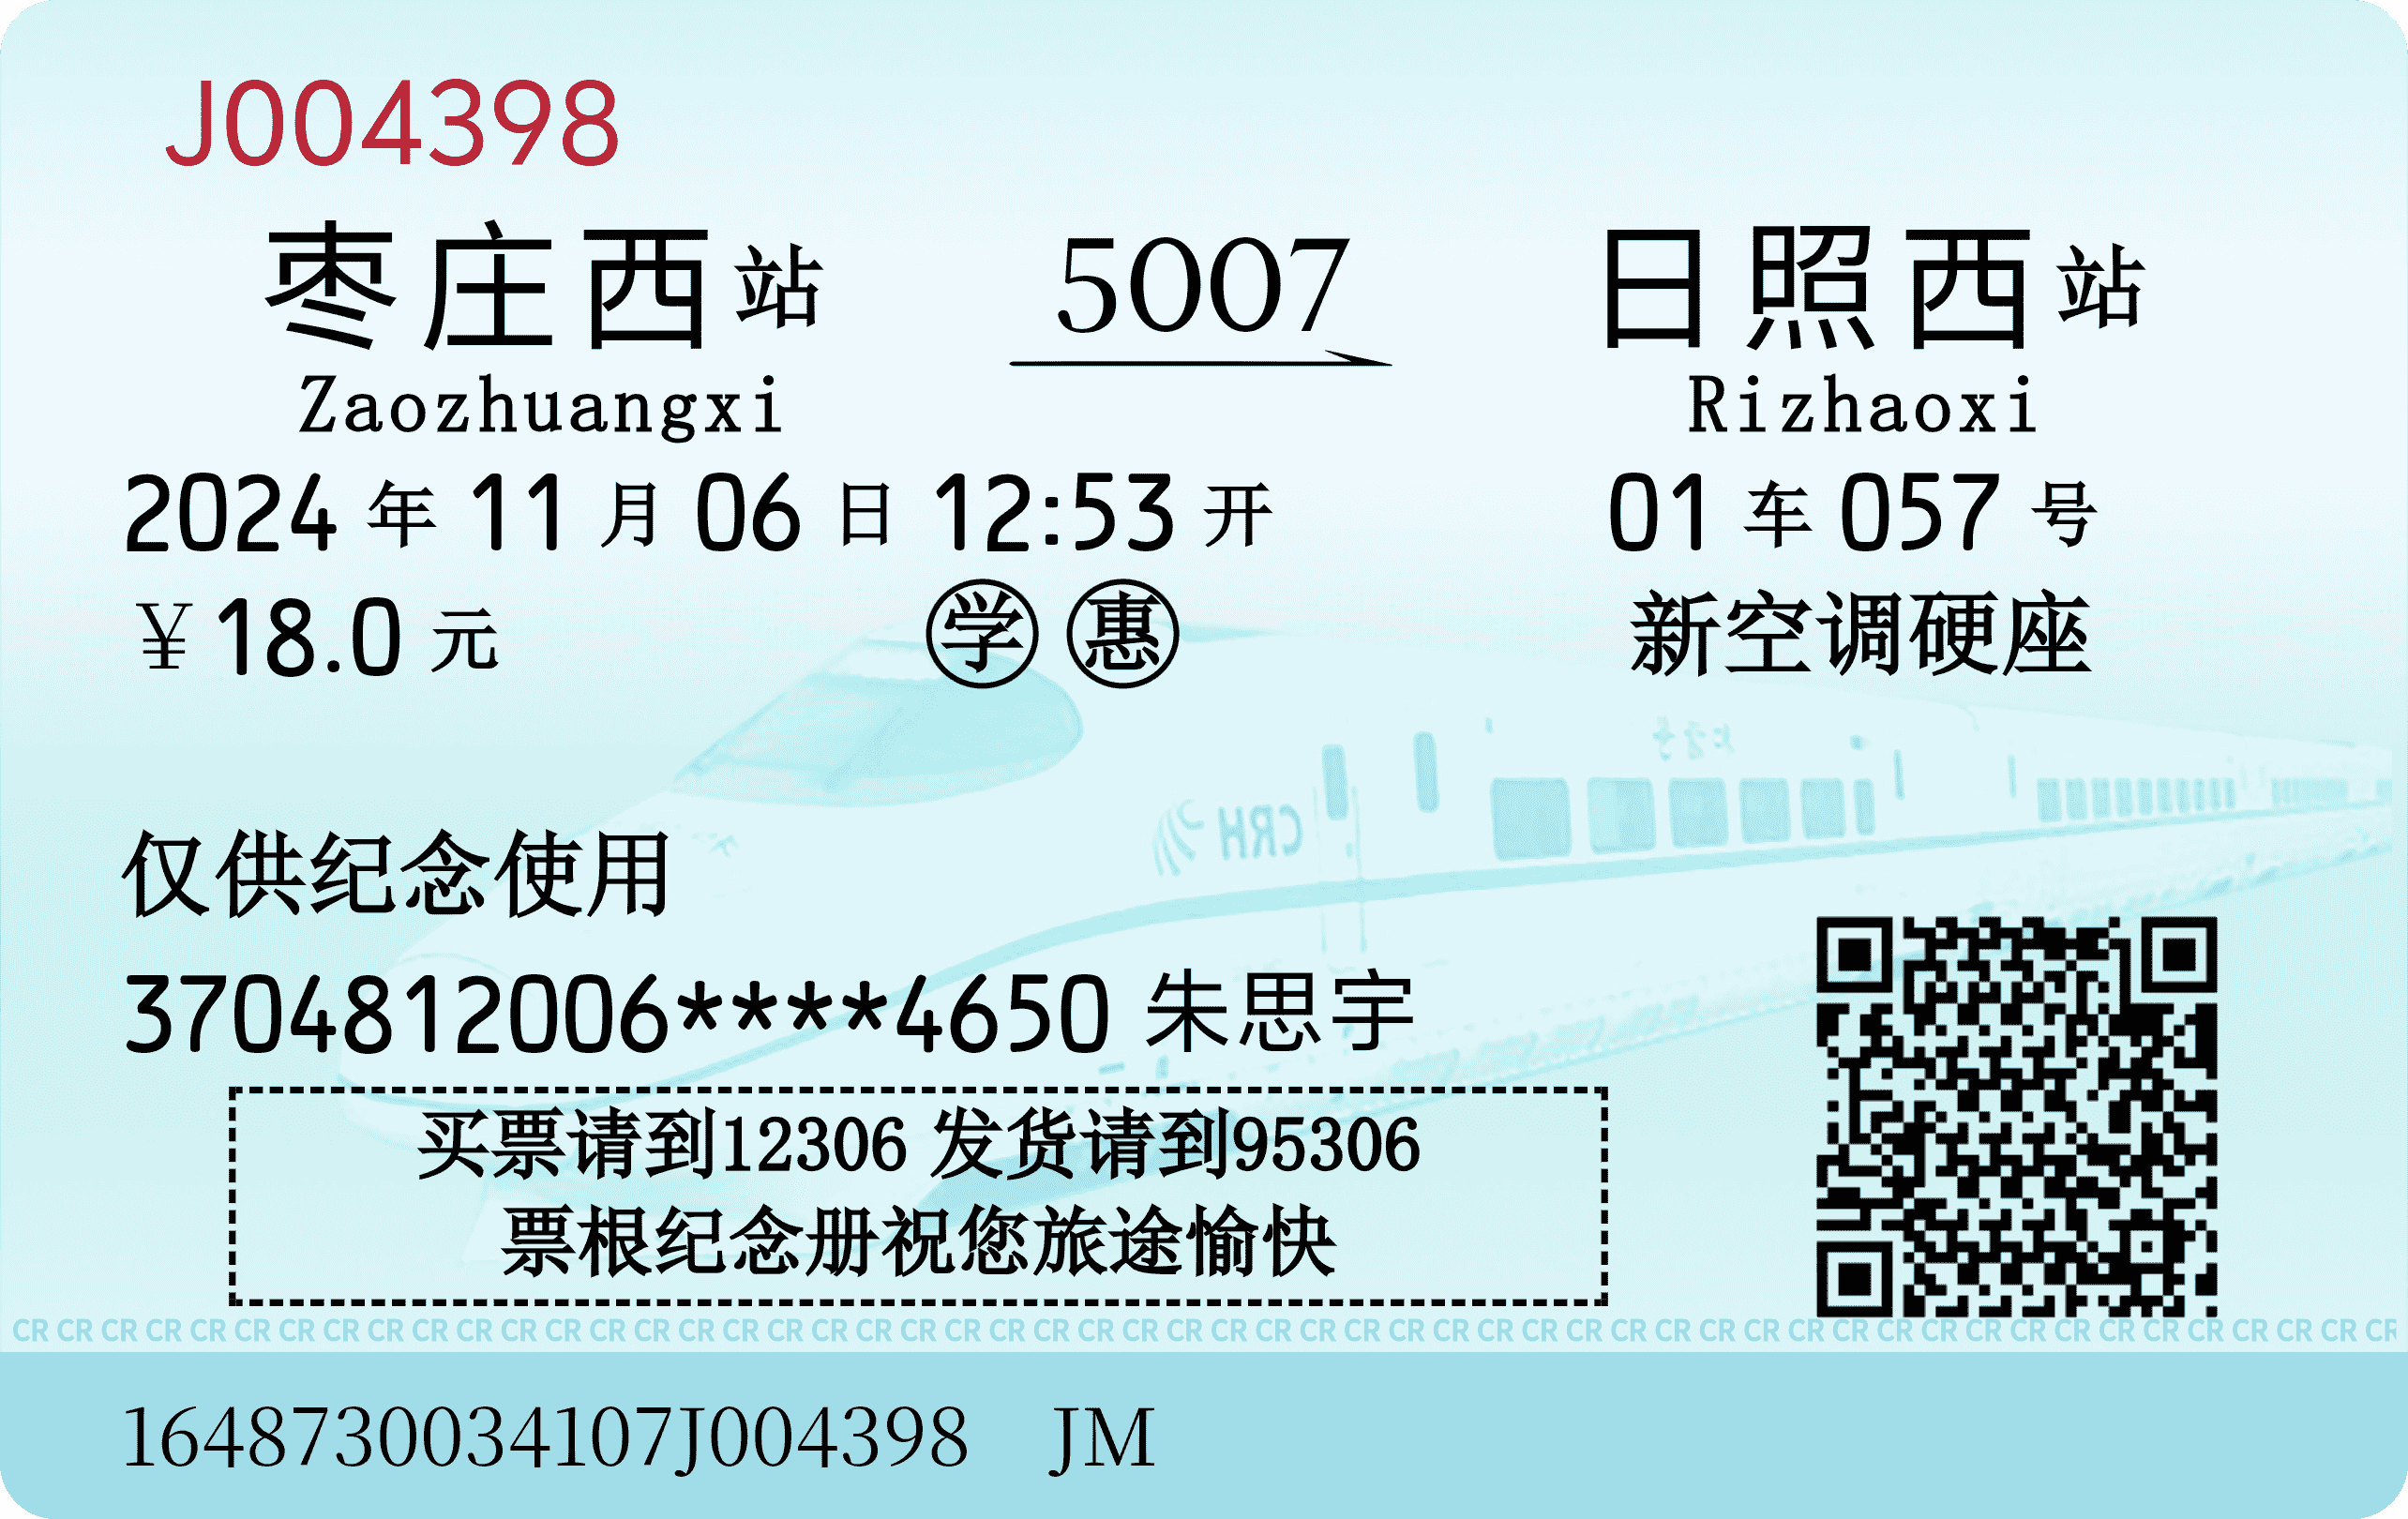 J004398
枣庄西站 5007 日照西站
Zaozhuangxi Rizhaoxi
2024年11月06日12:53开 01车057号
￥18.0元 学 惠 新空调硬座
CRH
仅供纪念使用
3704812006****4650 朱思宇
买票请到12306 发货请到95306
票根纪念册祝您旅途愉快
CR CR CR CR CR CR CR CR CR CR CR CR CR CR CR CR CR CR CR CR CR CR CR CR CR CR CR CR CR CR CR CR CR CR CR CR CR CR CR CR CR CR CR CR CR CR CR CR CR CR CR CR CR CR
1648730034107J004398 JM